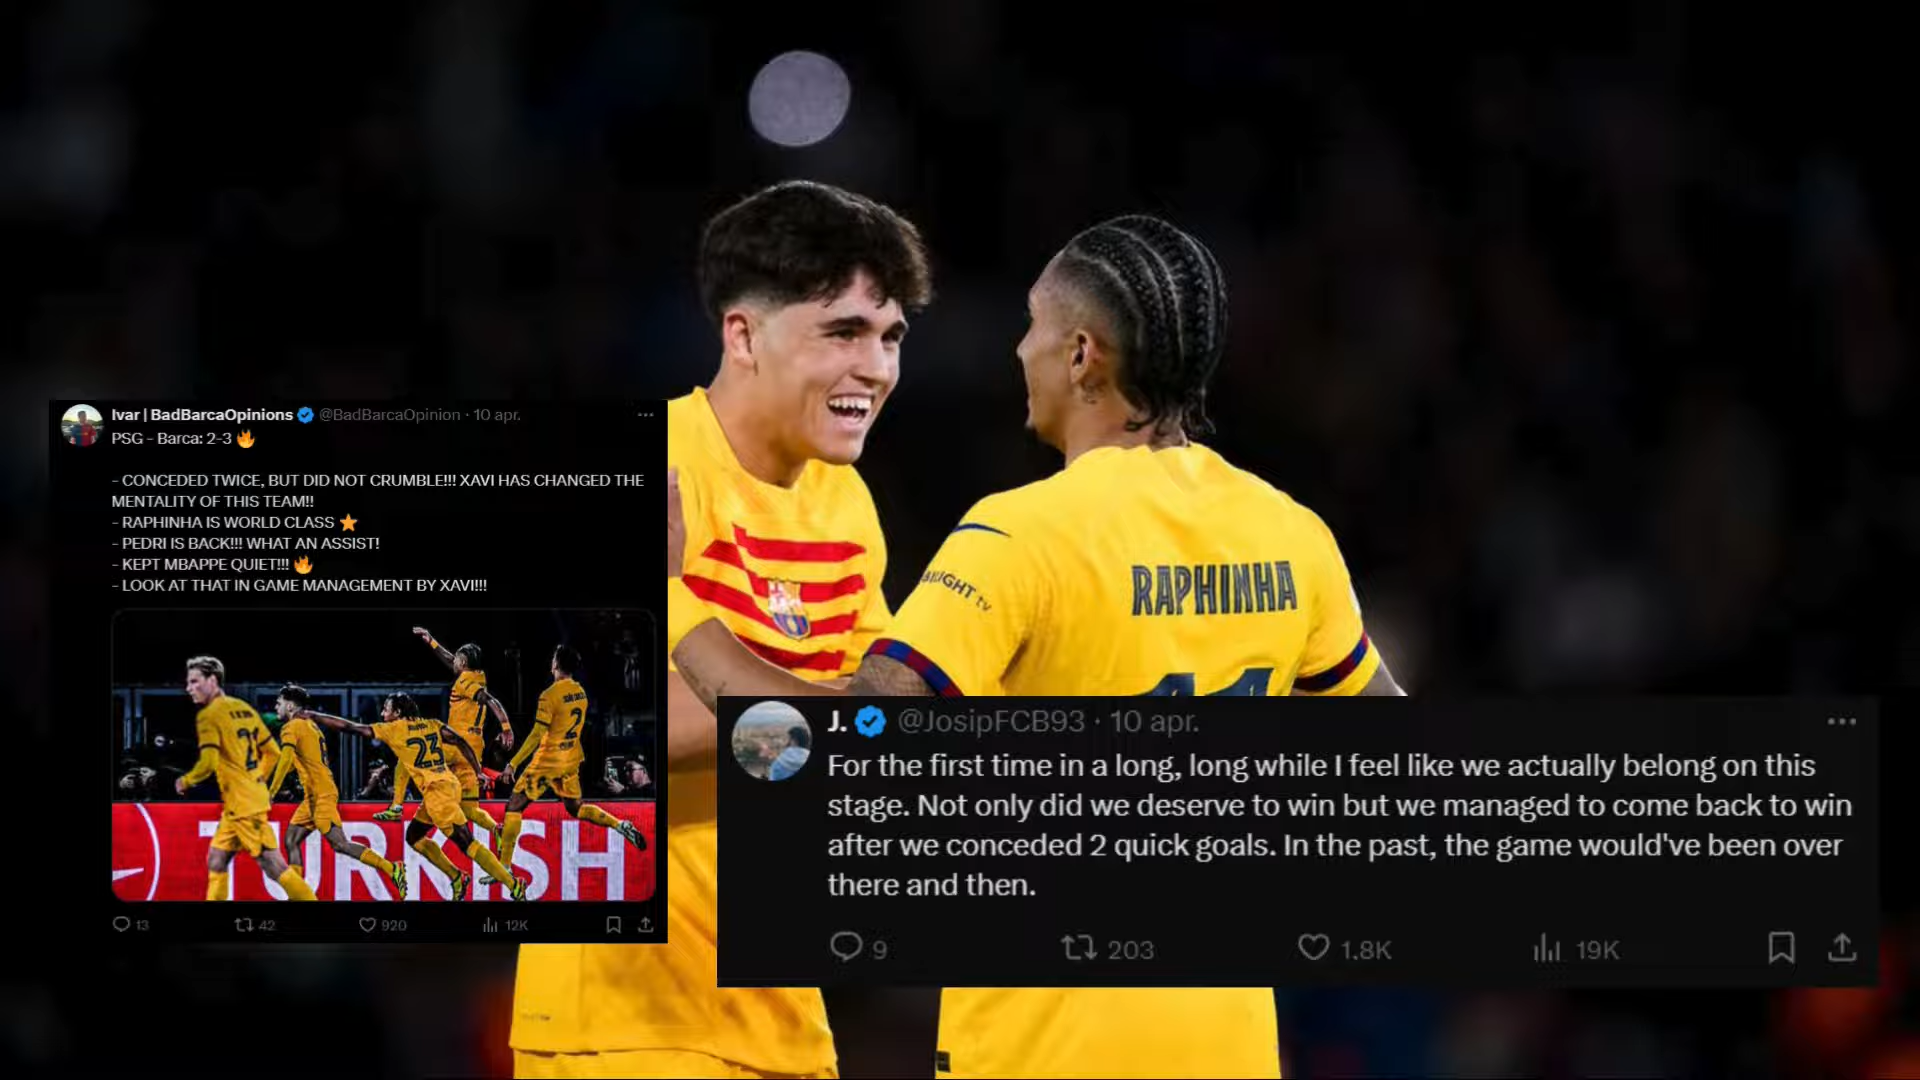 Ivar | BadBarcaOpinions @BadBarcaOpinion · 10 apr.
PSG - Barca: 2-3 🔥
- CONCEDED TWICE, BUT DID NOT CRUMBLE!!! XAVI HAS CHANGED THE
MENTALITY OF THIS TEAM!!
- RAPHINHA IS WORLD CLASS ⭐
- PEDRI IS BACK!!! WHAT AN ASSIST!
- KEPT MBAPPE QUIET!!! 🔥
- LOOK AT THAT IN GAME MANAGEMENT BY XAVI!!!
2
23
TURKISH
13 42 920 12K
RAPHINHA
11
J. @JosipFCB93 · 10 apr.
For the first time in a long, long while I feel like we actually belong on this
stage. Not only did we deserve to win but we managed to come back to win
after we conceded 2 quick goals. In the past, the game would've been over
there and then.
9 203 1.8K 19K